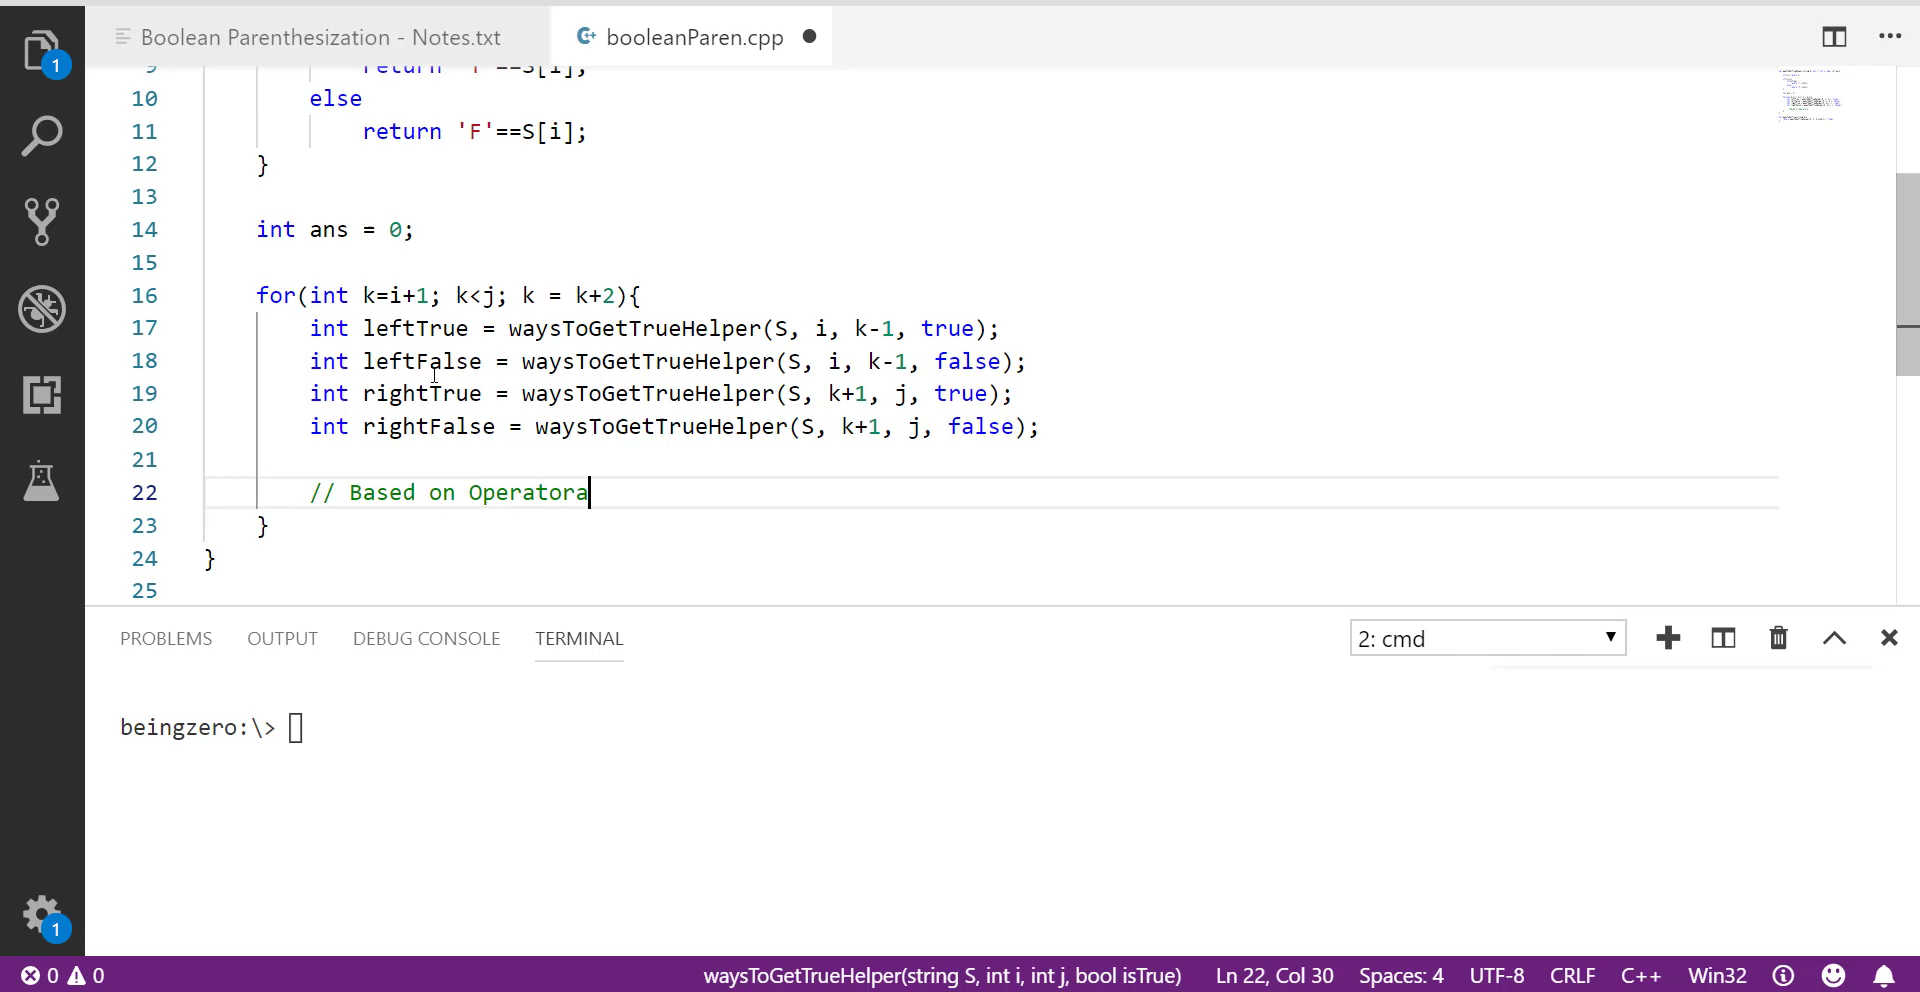 Boolean Parenthesization - Notes.txt
booleanParen.cpp
9 return 'T'==S[i];
10 else
11 return 'F'==S[i];
12 }
13
14 int ans = 0;
15
16 for(int k=i+1; k<j; k = k+2){
17 int leftTrue = waysToGetTrueHelper(S, i, k-1, true);
18 int leftFalse = waysToGetTrueHelper(S, i, k-1, false);
19 int rightTrue = waysToGetTrueHelper(S, k+1, j, true);
20 int rightFalse = waysToGetTrueHelper(S, k+1, j, false);
21
22 // Based on Operatora
23 }
24 }
25
1
PROBLEMS OUTPUT DEBUG CONSOLE TERMINAL 2: cmd
beingzero:\>
1
0 0 waysToGetTrueHelper(string S, int i, int j, bool isTrue) Ln 22, Col 30 Spaces: 4 UTF-8 CRLF C++ Win32